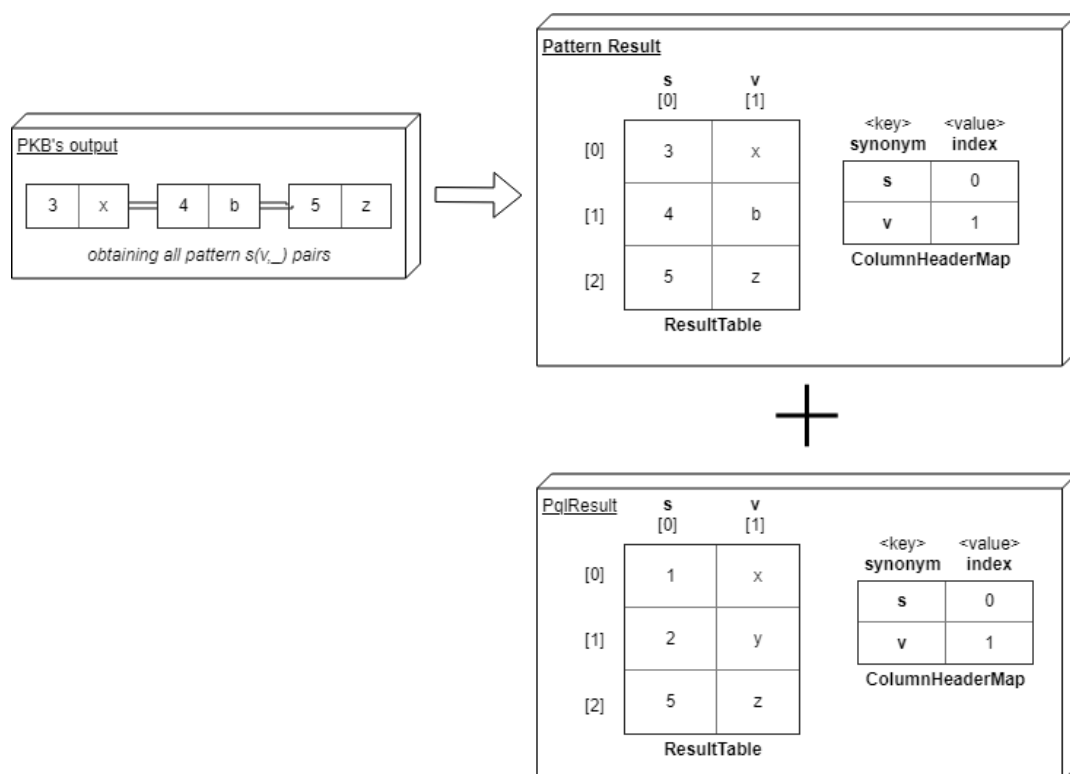 PKB's output
3 x 4 b 5 z
obtaining all pattern s(v,_) pairs
Pattern Result
s v
[0] [1]
[0] 3 x
[1] 4 b
[2] 5 z
ResultTable
<key> <value>
synonym index
s 0
v 1
ColumnHeaderMap
PqlResult
s v
[0] [1]
[0] 1 x
[1] 2 y
[2] 5 z
ResultTable
<key> <value>
synonym index
s 0
v 1
ColumnHeaderMap